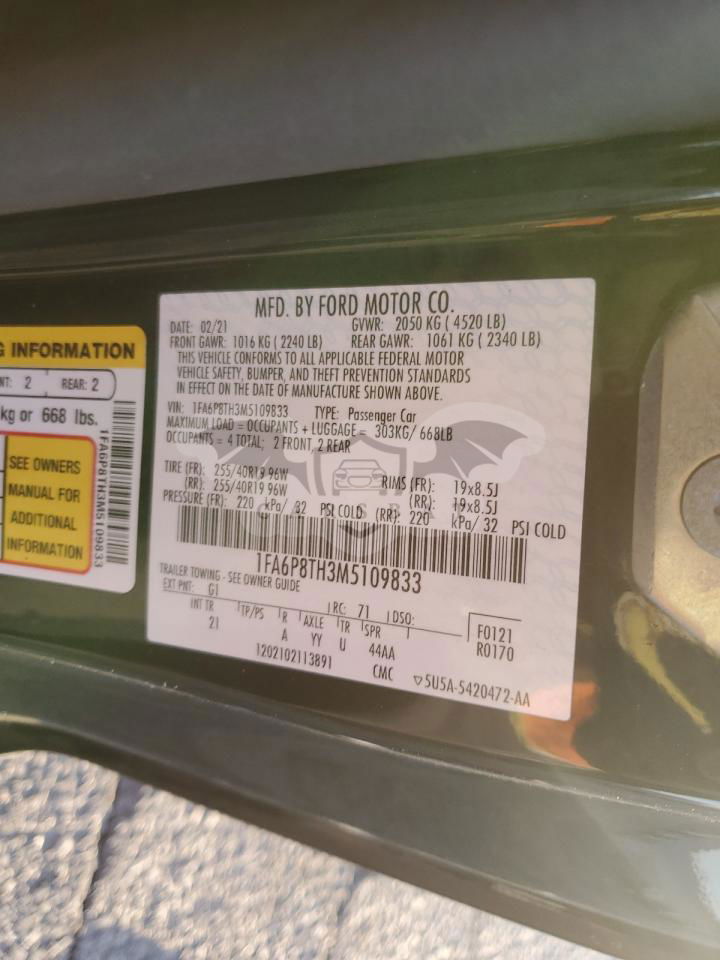 G INFORMATION
NT: 2 REAR: 2
kg or 668 lbs.
SEE OWNERS
MANUAL FOR
ADDITIONAL
INFORMATION
1FA6P8TH3M5109833
MFD. BY FORD MOTOR CO.
DATE: 02/21 GVWR: 2050 KG ( 4520 LB)
FRONT GAWR: 1016 KG ( 2240 LB) REAR GAWR: 1061 KG ( 2340 LB)
THIS VEHICLE CONFORMS TO ALL APPLICABLE FEDERAL MOTOR
VEHICLE SAFETY, BUMPER, AND THEFT PREVENTION STANDARDS
IN EFFECT ON THE DATE OF MANUFACTURE SHOWN ABOVE.
VIN: 1FA6P8TH3M5109833 TYPE: Passenger Car
MAXIMUM LOAD = OCCUPANTS + LUGGAGE = 303KG/ 668LB
OCCUPANTS = 4 TOTAL; 2 FRONT, 2 REAR
TIRE (FR): 255/40R19 96W RIMS (FR): 19x8.5J
(RR): 255/40R19 96W (RR): 19x8.5J
PRESSURE (FR): 220 kPa/ 32 PSI COLD (RR): 220 kPa/ 32 PSI COLD
1FA6P8TH3M5109833
TRAILER TOWING - SEE OWNER GUIDE
EXT PNT: G1 RC: 71 DSO:
INT TR TP/PS R AXLE TR SPR F0121
21 A YY U 44AA R0170
1202102113891 CMC ▽5U5A-5420472-AA